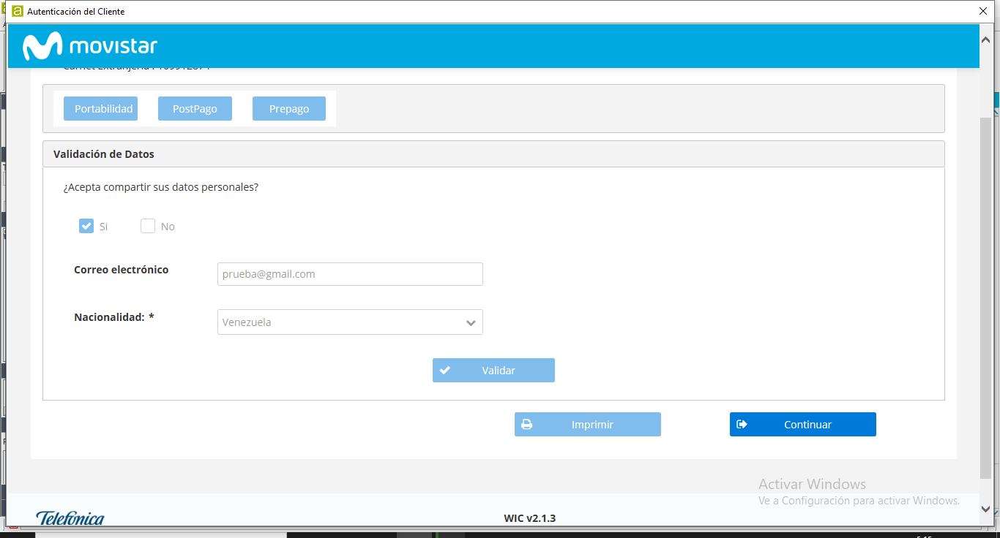 Autenticación del Cliente
movistar
Portabilidad
PostPago
Prepago
Validación de Datos
¿Acepta compartir sus datos personales?
Si
No
Correo electrónico
prueba@gmail.com
Nacionalidad: *
Venezuela
Validar
Imprimir
Continuar
Activar Windows
Ve a Configuración para activar Windows.
Telefónica
WIC v2.1.3